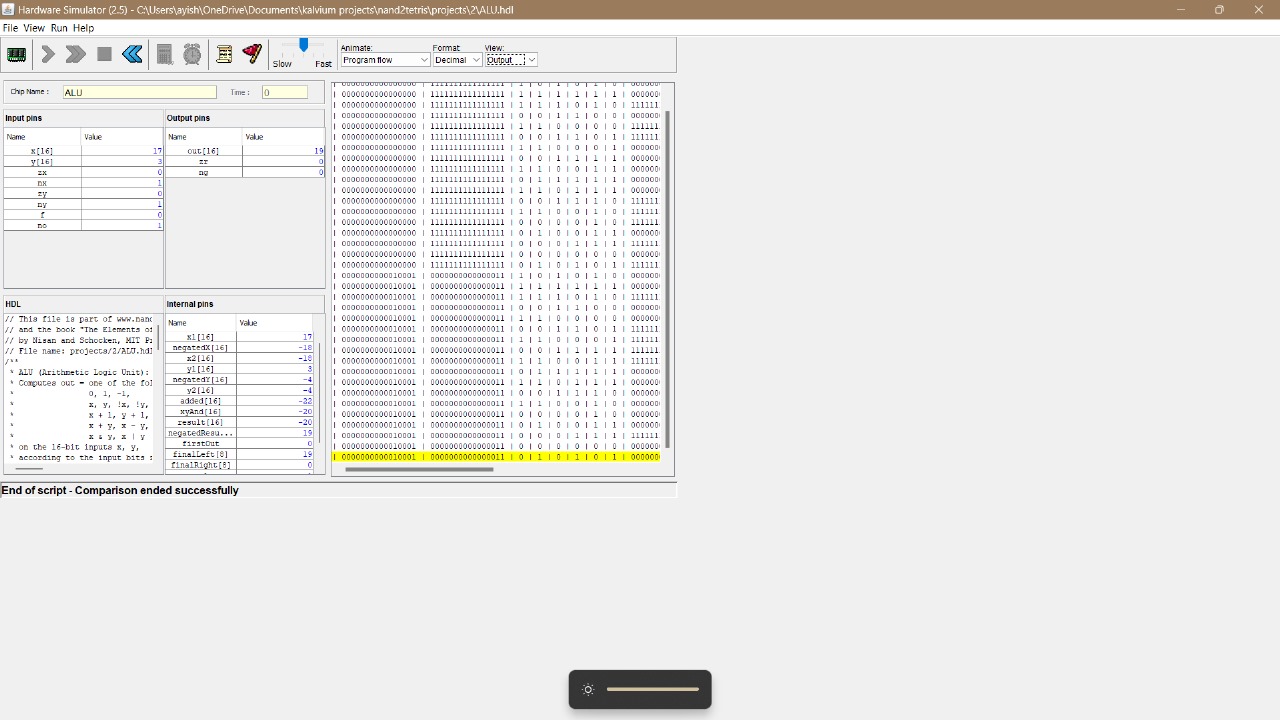 Hardware Simulator (2.5) - C:\Users\ayish\OneDrive\Documents\kalvium projects\nand2tetris\projects\2\ALU.hdl
File View Run Help
Slow Fast
Animate: Format: View:
Program flow Decimal Output
Chip Name : ALU Time : 0
Input pins
Name Value
x[16] 17
y[16] 3
zx 0
nx 1
zy 0
ny 1
f 0
no 1
Output pins
Name Value
out[16] 19
zr 0
ng 0
HDL
// This file is part of www.nand
// and the book "The Elements of
// by Nisan and Schocken, MIT Pr
// File name: projects/2/ALU.hdl
/**
* ALU (Arithmetic Logic Unit):
* Computes out = one of the fol
* 0, 1, -1,
* x, y, !x, !y,
* x + 1, y + 1,
* x + y, x - y,
* x & y, x | y
* on the 16-bit inputs x, y,
* according to the input bits z
Internal pins
Name Value
x1[16] 17
negatedX[16] -18
x2[16] -18
y1[16] 3
negatedY[16] -4
y2[16] -4
added[16] -22
xyAnd[16] -20
result[16] -20
negatedResu... 19
firstOut 0
finalLeft[8] 19
finalRight[8] 0
| 0000000000000000 | 1111111111111111 | 1 | 1 | 1 | 1 | 1 | 1 | 000000
| 0000000000000000 | 1111111111111111 | 1 | 1 | 1 | 0 | 1 | 0 | 111111
| 0000000000000000 | 1111111111111111 | 0 | 0 | 1 | 1 | 0 | 0 | 000000
| 0000000000000000 | 1111111111111111 | 1 | 1 | 0 | 0 | 0 | 0 | 111111
| 0000000000000000 | 1111111111111111 | 0 | 0 | 1 | 1 | 0 | 1 | 111111
| 0000000000000000 | 1111111111111111 | 1 | 1 | 0 | 0 | 0 | 1 | 000000
| 0000000000000000 | 1111111111111111 | 0 | 0 | 1 | 1 | 1 | 1 | 000000
| 0000000000000000 | 1111111111111111 | 1 | 1 | 0 | 0 | 1 | 1 | 000000
| 0000000000000000 | 1111111111111111 | 0 | 1 | 1 | 1 | 1 | 1 | 000000
| 0000000000000000 | 1111111111111111 | 1 | 1 | 0 | 1 | 1 | 1 | 000000
| 0000000000000000 | 1111111111111111 | 0 | 0 | 1 | 1 | 1 | 0 | 111111
| 0000000000000000 | 1111111111111111 | 1 | 1 | 0 | 0 | 1 | 0 | 111111
| 0000000000000000 | 1111111111111111 | 0 | 0 | 0 | 0 | 1 | 0 | 111111
| 0000000000000000 | 1111111111111111 | 0 | 1 | 0 | 0 | 1 | 1 | 000000
| 0000000000000000 | 1111111111111111 | 0 | 0 | 0 | 1 | 1 | 1 | 111111
| 0000000000000000 | 1111111111111111 | 0 | 0 | 0 | 0 | 0 | 0 | 000000
| 0000000000000000 | 1111111111111111 | 0 | 1 | 0 | 1 | 0 | 1 | 111111
| 0000000000010001 | 0000000000000011 | 1 | 0 | 1 | 0 | 1 | 0 | 000000
| 0000000000010001 | 0000000000000011 | 1 | 1 | 1 | 1 | 1 | 1 | 000000
| 0000000000010001 | 0000000000000011 | 1 | 1 | 1 | 0 | 1 | 0 | 111111
| 0000000000010001 | 0000000000000011 | 0 | 0 | 1 | 1 | 0 | 0 | 000000
| 0000000000010001 | 0000000000000011 | 1 | 1 | 0 | 0 | 0 | 0 | 000000
| 0000000000010001 | 0000000000000011 | 0 | 0 | 1 | 1 | 0 | 1 | 111111
| 0000000000010001 | 0000000000000011 | 1 | 1 | 0 | 0 | 0 | 1 | 111111
| 0000000000010001 | 0000000000000011 | 0 | 0 | 1 | 1 | 1 | 1 | 111111
| 0000000000010001 | 0000000000000011 | 1 | 1 | 0 | 0 | 1 | 1 | 111111
| 0000000000010001 | 0000000000000011 | 0 | 1 | 1 | 1 | 1 | 1 | 000000
| 0000000000010001 | 0000000000000011 | 1 | 1 | 0 | 1 | 1 | 1 | 000000
| 0000000000010001 | 0000000000000011 | 0 | 0 | 1 | 1 | 1 | 0 | 000000
| 0000000000010001 | 0000000000000011 | 1 | 1 | 0 | 0 | 1 | 0 | 000000
| 0000000000010001 | 0000000000000011 | 0 | 0 | 0 | 0 | 1 | 0 | 000000
| 0000000000010001 | 0000000000000011 | 0 | 1 | 0 | 0 | 1 | 1 | 000000
| 0000000000010001 | 0000000000000011 | 0 | 0 | 0 | 1 | 1 | 1 | 111111
| 0000000000010001 | 0000000000000011 | 0 | 0 | 0 | 0 | 0 | 0 | 000000
| 0000000000010001 | 0000000000000011 | 0 | 1 | 0 | 1 | 0 | 1 | 000000
End of script - Comparison ended successfully